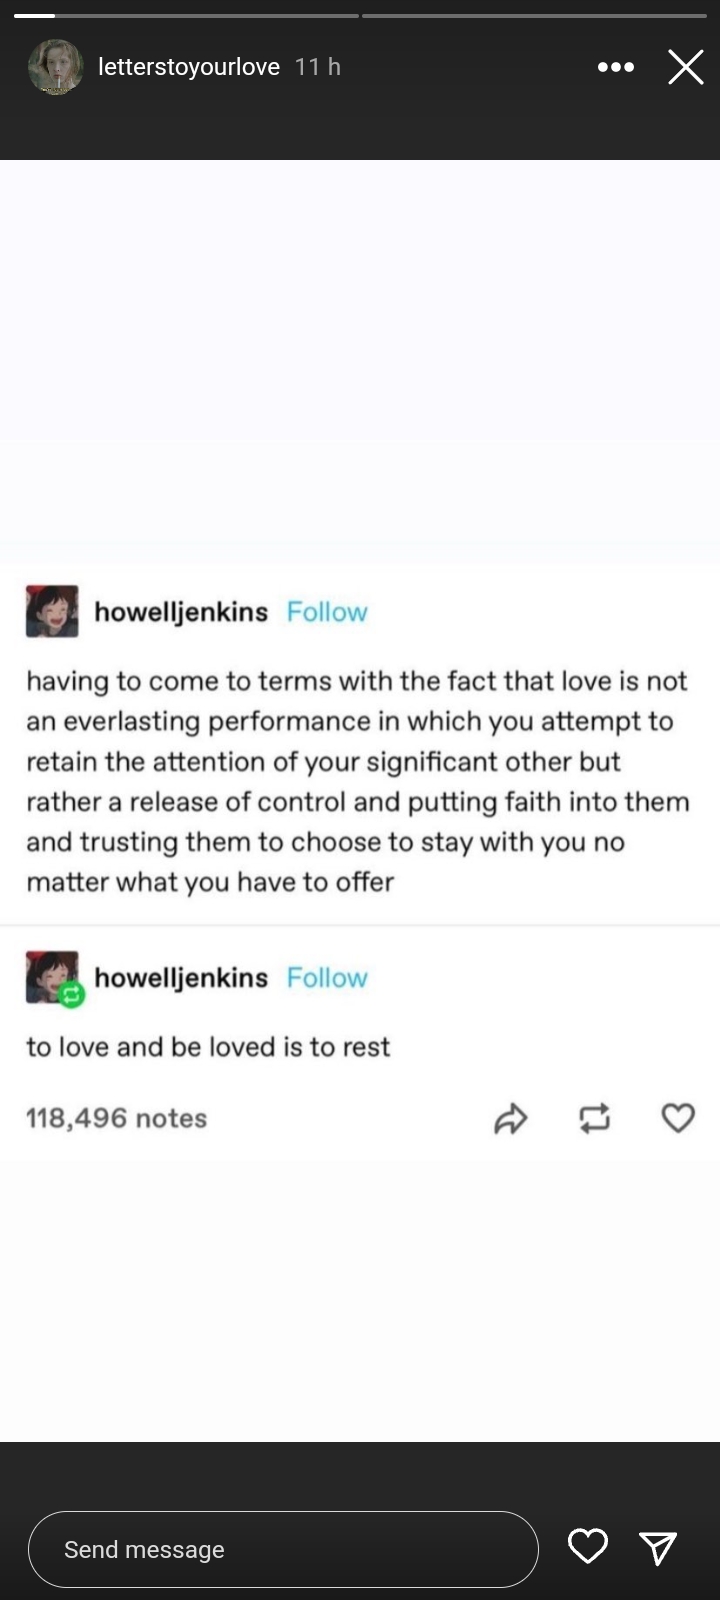 letterstoyourlove 11 h
howelljenkins Follow
having to come to terms with the fact that love is not
an everlasting performance in which you attempt to
retain the attention of your significant other but
rather a release of control and putting faith into them
and trusting them to choose to stay with you no
matter what you have to offer
howelljenkins Follow
to love and be loved is to rest
118,496 notes
Send message